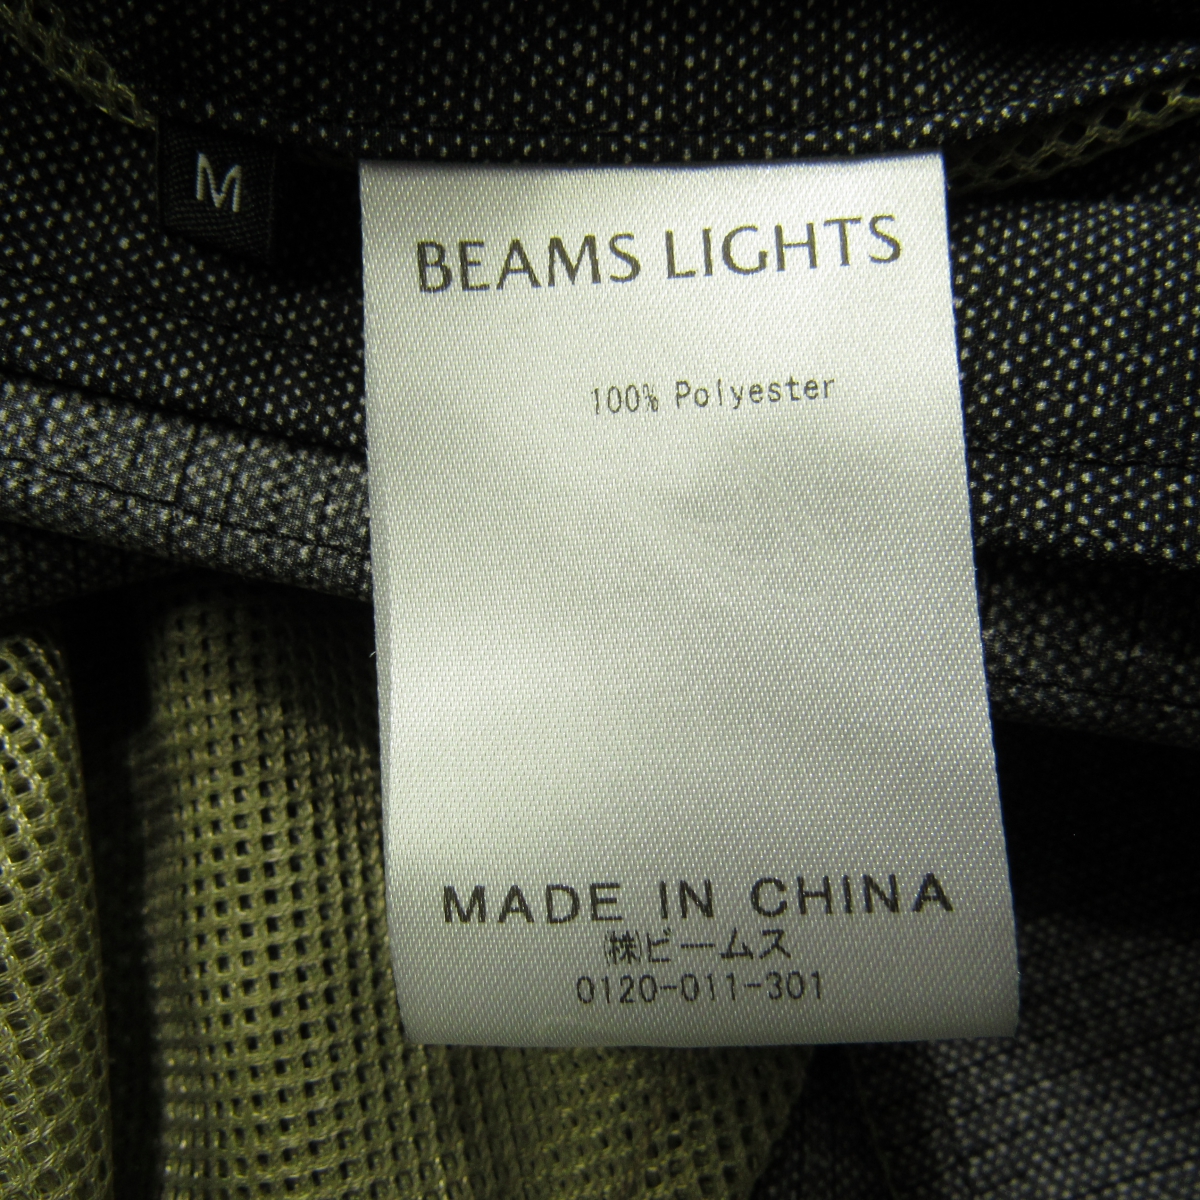 M
BEAMS LIGHTS
100% Polyester
MADE IN CHINA
㈱ビームス
0120-011-301